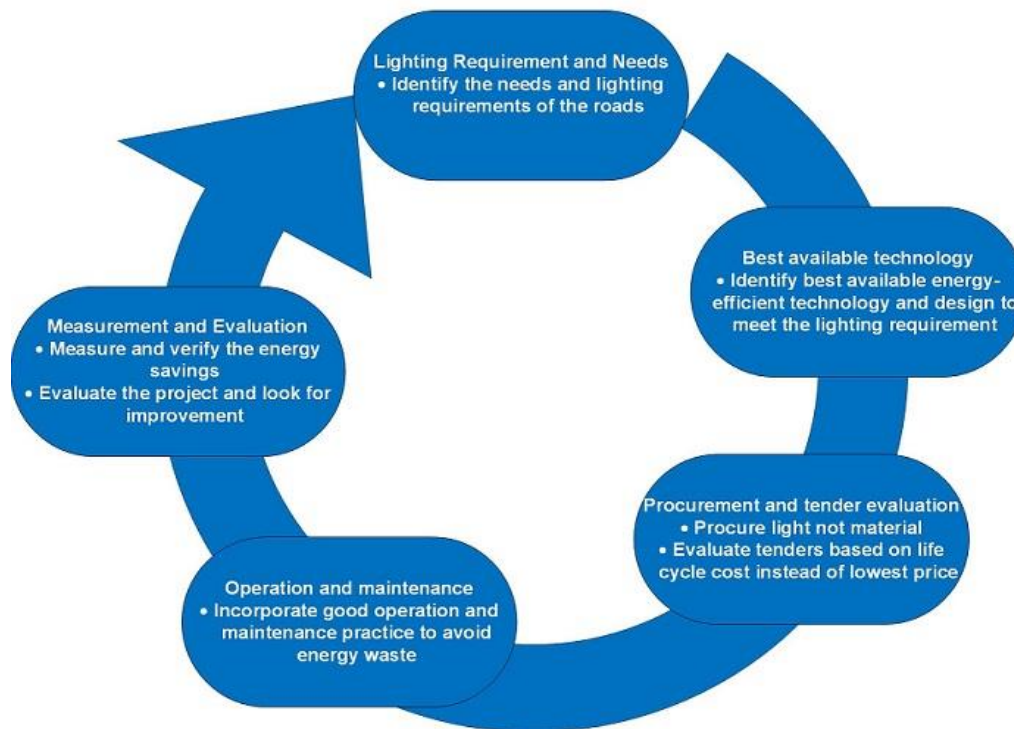 Lighting Requirement and Needs
• Identify the needs and lighting
requirements of the roads
Best available technology
• Identify best available energy-
efficient technology and design to
meet the lighting requirement
Procurement and tender evaluation
• Procure light not material
• Evaluate tenders based on life
cycle cost instead of lowest price
Operation and maintenance
• Incorporate good operation and
maintenance practice to avoid
energy waste
Measurement and Evaluation
• Measure and verify the energy
savings
• Evaluate the project and look for
improvement